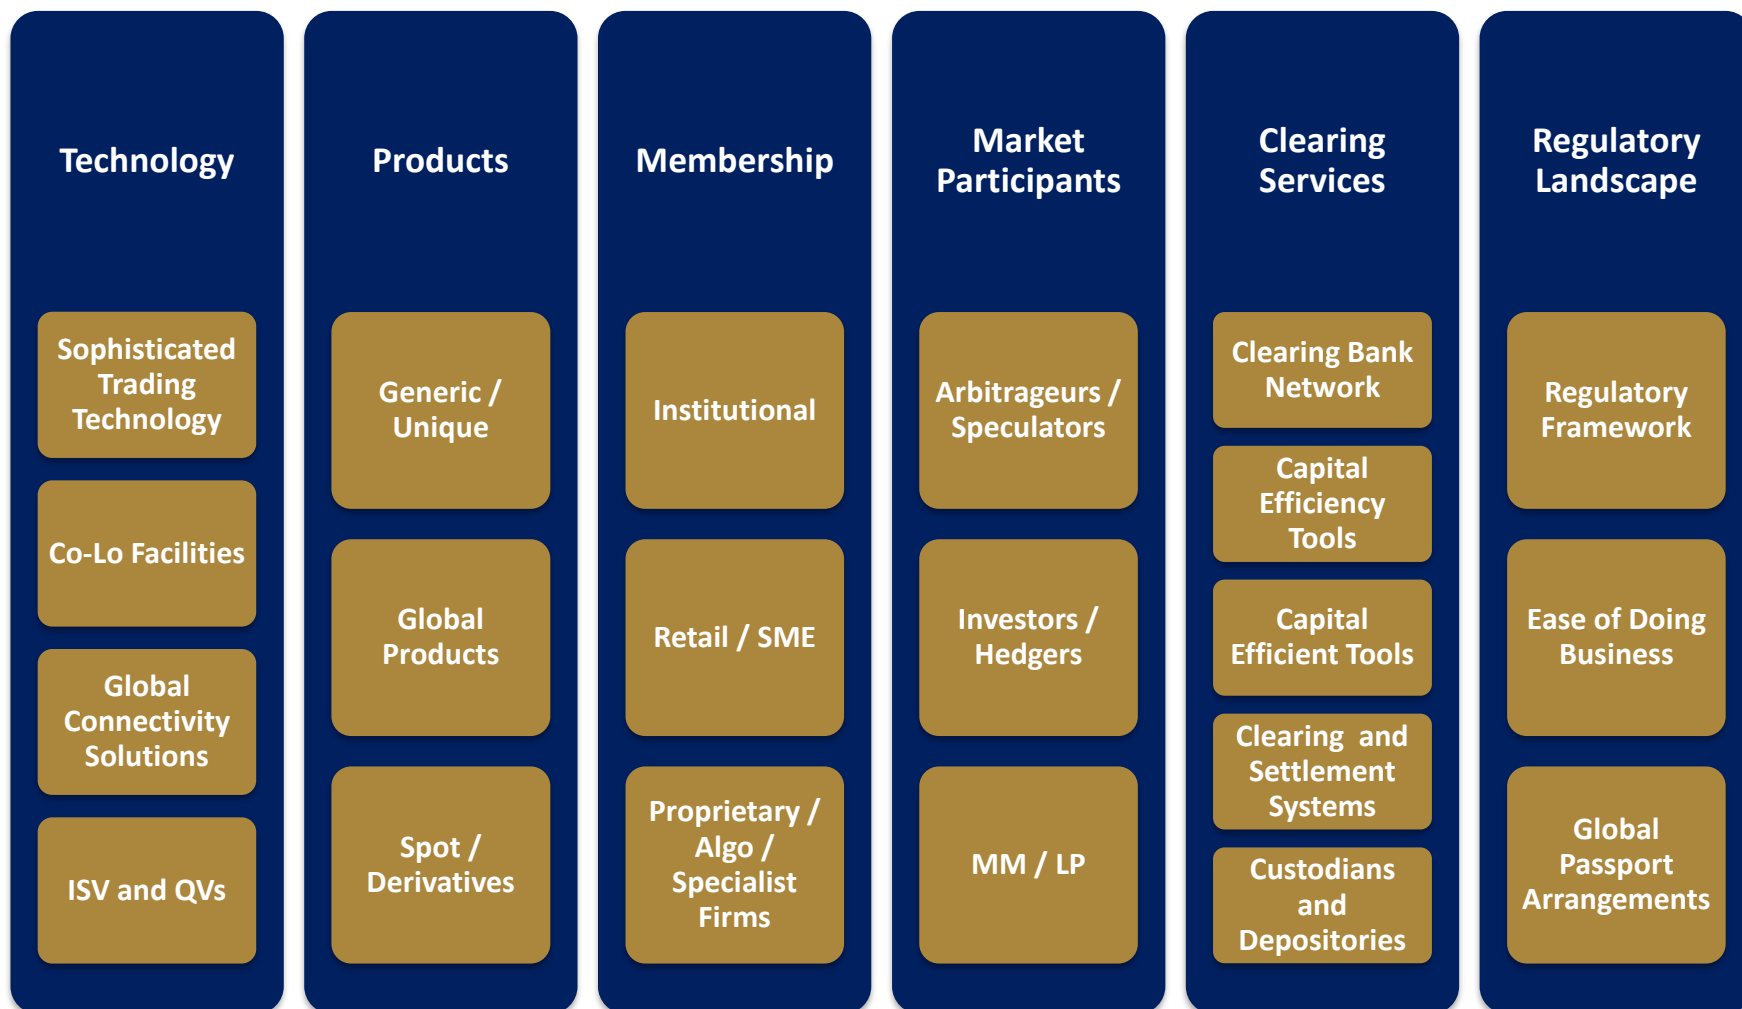 Technology
Sophisticated
Trading
Technology
Co-Lo Facilities
Global
Connectivity
Solutions
ISV and QVs
Products
Generic /
Unique
Global
Products
Spot /
Derivatives
Membership
Institutional
Retail / SME
Proprietary /
Algo /
Specialist
Firms
Market
Participants
Arbitrageurs /
Speculators
Investors /
Hedgers
MM / LP
Clearing
Services
Clearing Bank
Network
Capital
Efficiency
Tools
Capital
Efficient Tools
Clearing  and
Settlement
Systems
Custodians
and
Depositories
Regulatory
Landscape
Regulatory
Framework
Ease of Doing
Business
Global
Passport
Arrangements